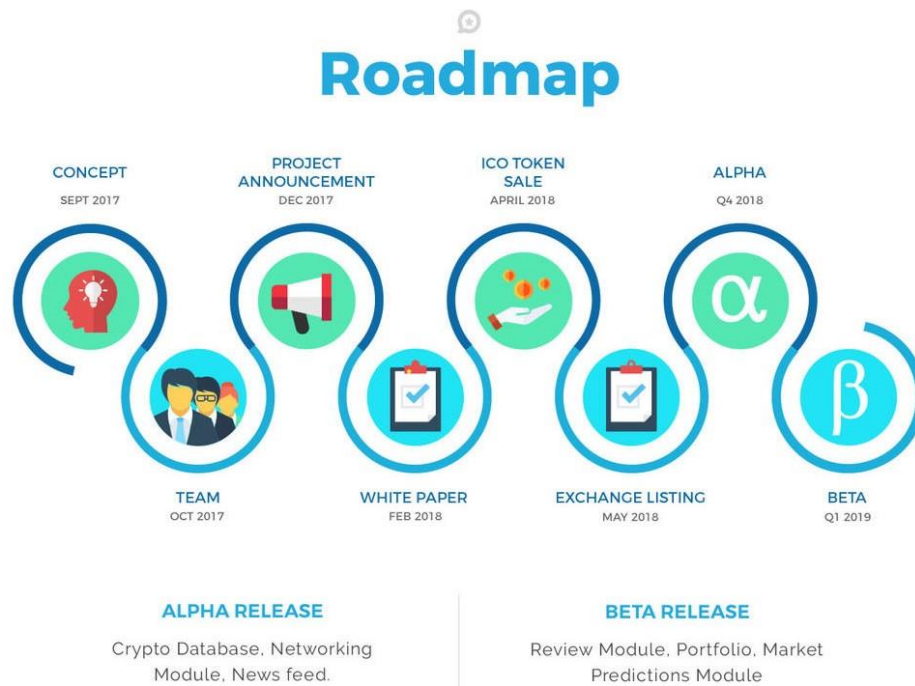 Roadmap
CONCEPT
SEPT 2017
PROJECT
ANNOUNCEMENT
DEC 2017
ICO TOKEN
SALE
APRIL 2018
ALPHA
Q4 2018
α
β
TEAM
OCT 2017
WHITE PAPER
FEB 2018
EXCHANGE LISTING
MAY 2018
BETA
Q1 2019
ALPHA RELEASE
Crypto Database, Networking
Module, News feed.
BETA RELEASE
Review Module, Portfolio, Market
Predictions Module